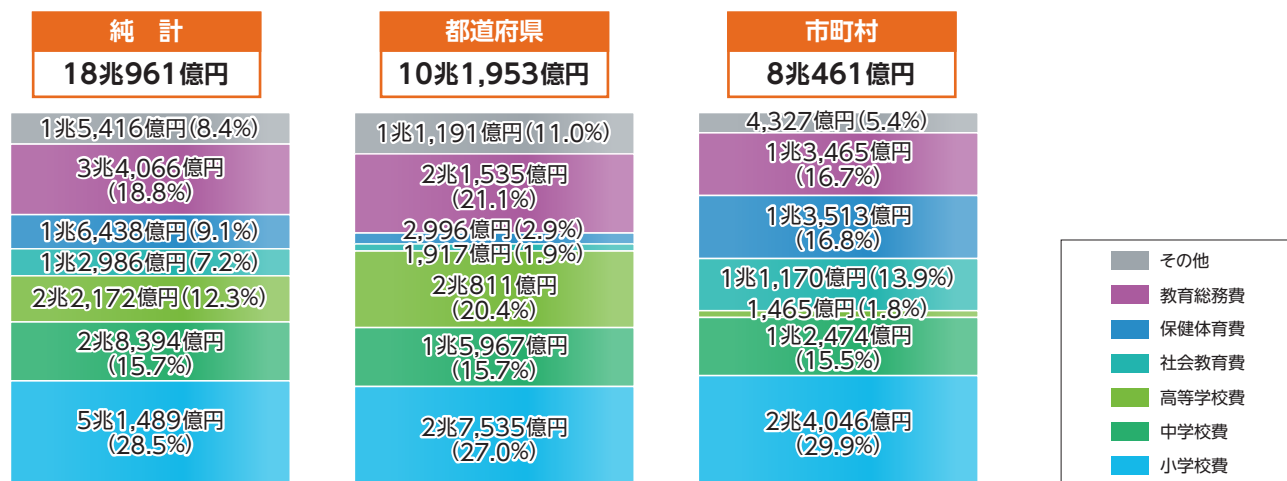 純 計
18兆961億円
1兆5,416億円(8.4%)
3兆4,066億円
(18.8%)
1兆6,438億円(9.1%)
1兆2,986億円(7.2%)
2兆2,172億円(12.3%)
2兆8,394億円
(15.7%)
5兆1,489億円
(28.5%)
都道府県
10兆1,953億円
1兆1,191億円(11.0%)
2兆1,535億円
(21.1%)
2,996億円(2.9%)
1,917億円(1.9%)
2兆811億円
(20.4%)
1兆5,967億円
(15.7%)
2兆7,535億円
(27.0%)
市町村
8兆461億円
4,327億円(5.4%)
1兆3,465億円
(16.7%)
1兆3,513億円
(16.8%)
1兆1,170億円(13.9%)
1,465億円(1.8%)
1兆2,474億円
(15.5%)
2兆4,046億円
(29.9%)
その他
教育総務費
保健体育費
社会教育費
高等学校費
中学校費
小学校費